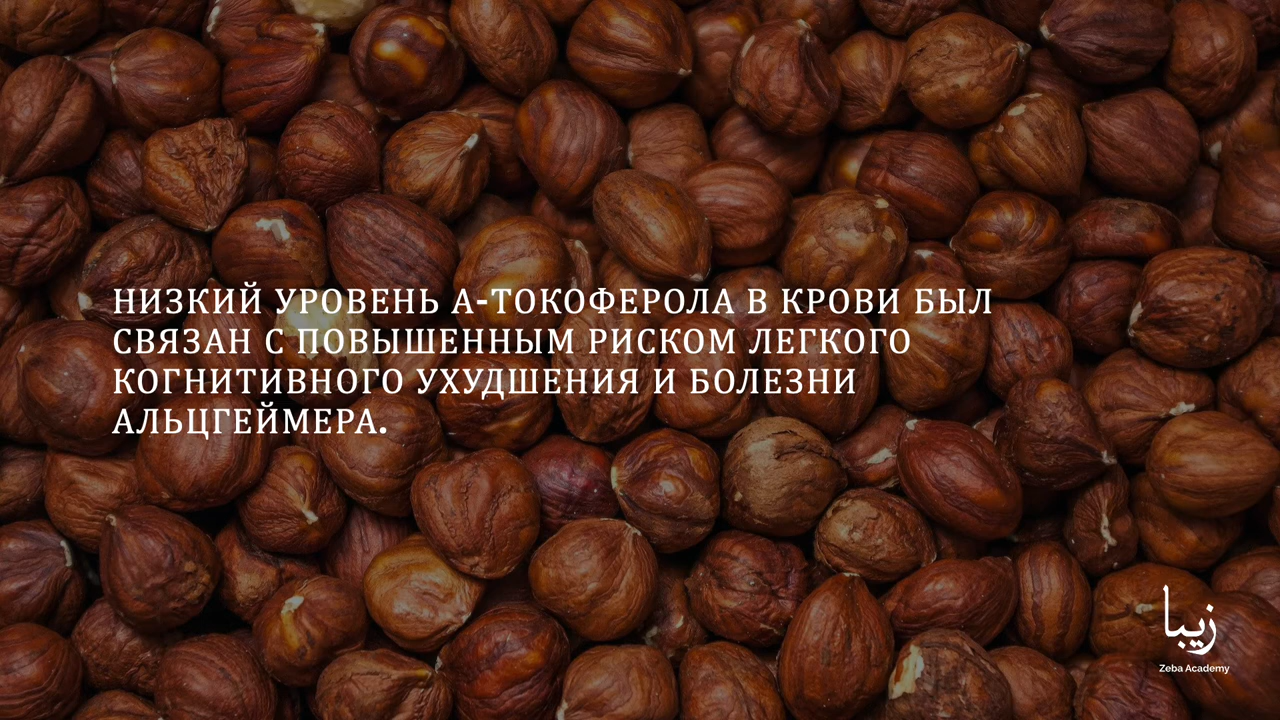 НИЗКИЙ УРОВЕНЬ А-ТОКОФЕРОЛА В КРОВИ БЫЛ
СВЯЗАН С ПОВЫШЕННЫМ РИСКОМ ЛЕГКОГО
КОГНИТИВНОГО УХУДШЕНИЯ И БОЛЕЗНИ
АЛЬЦГЕЙМЕРА.
زيبا
Zeba Academy